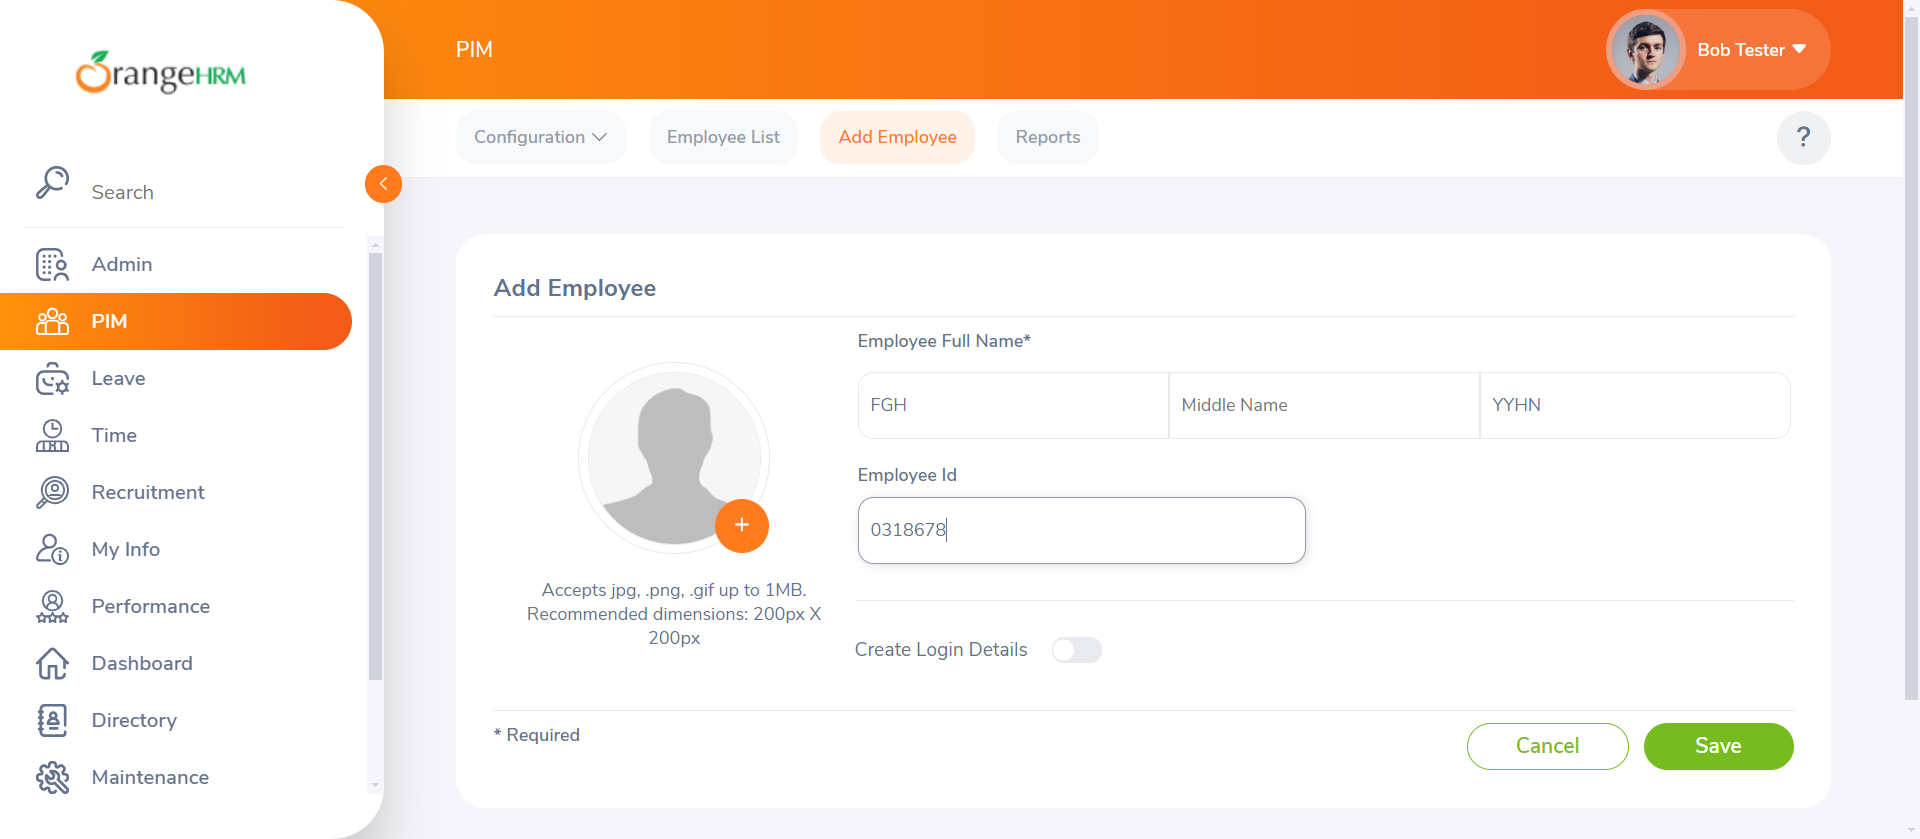 OrangeHRM
Search
Admin
PIM
Leave
Time
Recruitment
My Info
Performance
Dashboard
Directory
Maintenance
PIM
Bob Tester
Configuration
Employee List
Add Employee
Reports
?
Add Employee
Accepts jpg, .png, .gif up to 1MB.
Recommended dimensions: 200px X
200px
Employee Full Name*
FGH
Middle Name
YYHN
Employee Id
0318678
Create Login Details
* Required
Cancel
Save